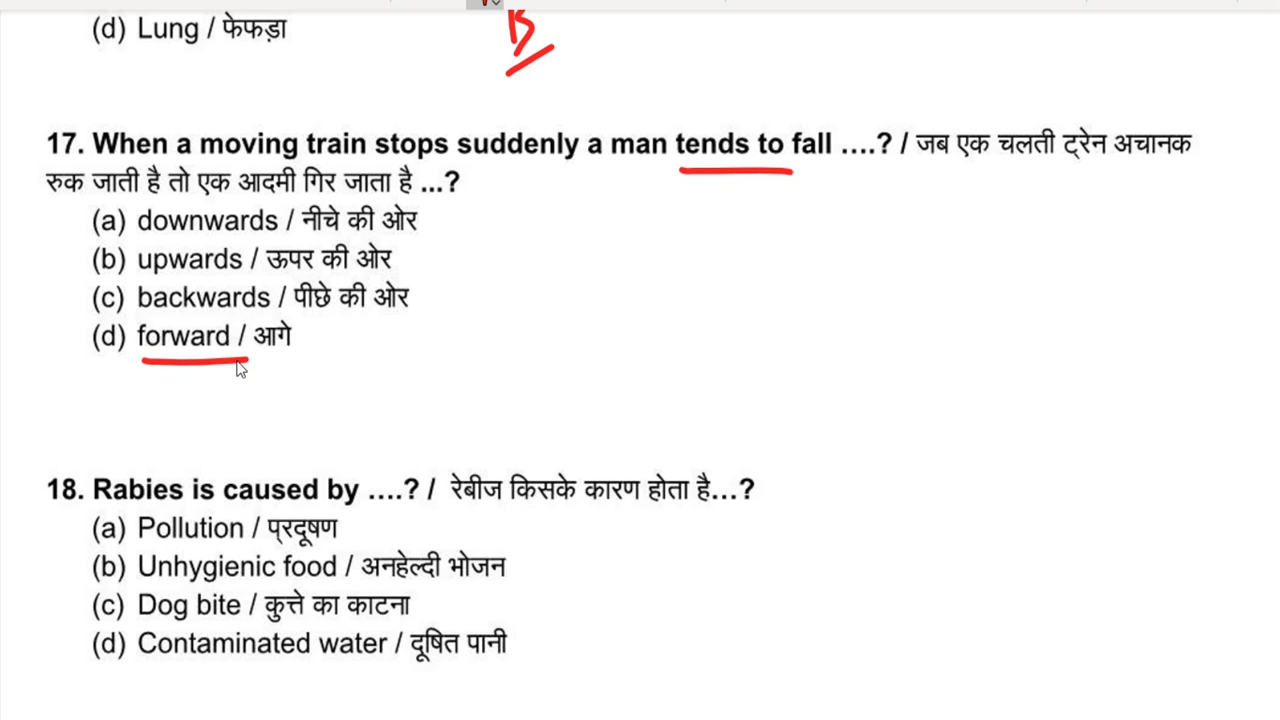 (d) Lung / फेफड़ा
B
17. When a moving train stops suddenly a man tends to fall ....? / जब एक चलती ट्रेन अचानक
रुक जाती है तो एक आदमी गिर जाता है ...?
(a) downwards / नीचे की ओर
(b) upwards / ऊपर की ओर
(c) backwards / पीछे की ओर
(d) forward / आगे
18. Rabies is caused by ....? / रेबीज किसके कारण होता है...?
(a) Pollution / प्रदूषण
(b) Unhygienic food / अनहेल्दी भोजन
(c) Dog bite / कुत्ते का काटना
(d) Contaminated water / दूषित पानी